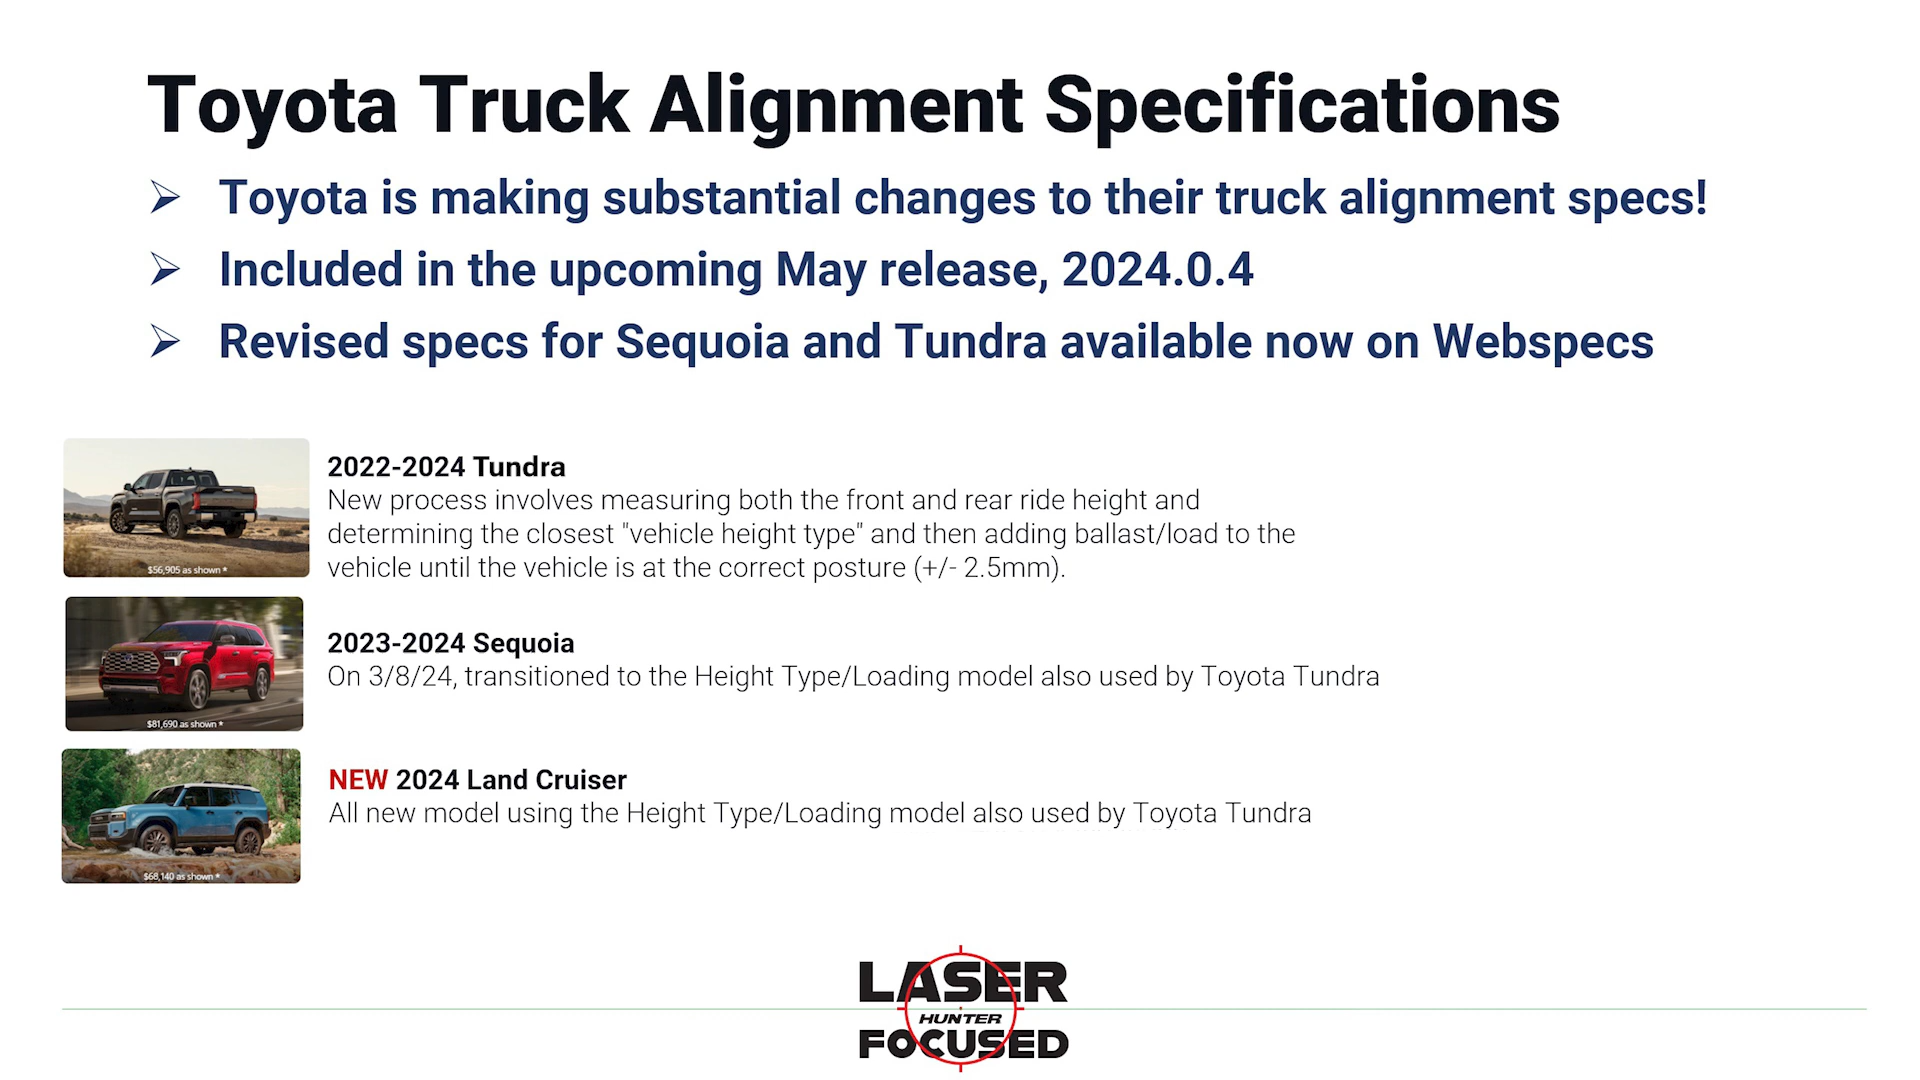 Toyota Truck Alignment Specifications
➢ Toyota is making substantial changes to their truck alignment specs!
➢ Included in the upcoming May release, 2024.0.4
➢ Revised specs for Sequoia and Tundra available now on Webspecs
$56,905 as shown *
2022-2024 Tundra
New process involves measuring both the front and rear ride height and
determining the closest "vehicle height type" and then adding ballast/load to the
vehicle until the vehicle is at the correct posture (+/- 2.5mm).
$81,690 as shown *
2023-2024 Sequoia
On 3/8/24, transitioned to the Height Type/Loading model also used by Toyota Tundra
$68,140 as shown *
NEW 2024 Land Cruiser
All new model using the Height Type/Loading model also used by Toyota Tundra
LASER
HUNTER
FOCUSED